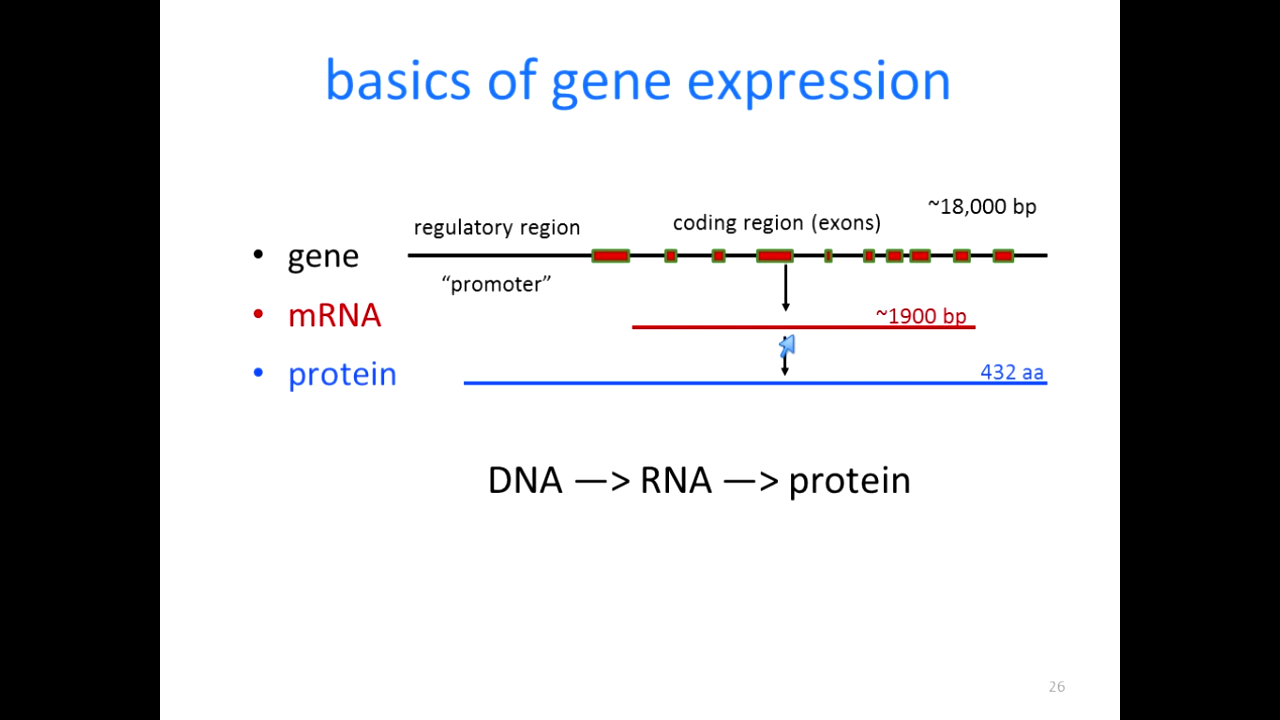 basics of gene expression
~18,000 bp
regulatory region
coding region (exons)
• gene
“promoter”
• mRNA
~1900 bp
• protein
432 aa
DNA —> RNA —> protein
26